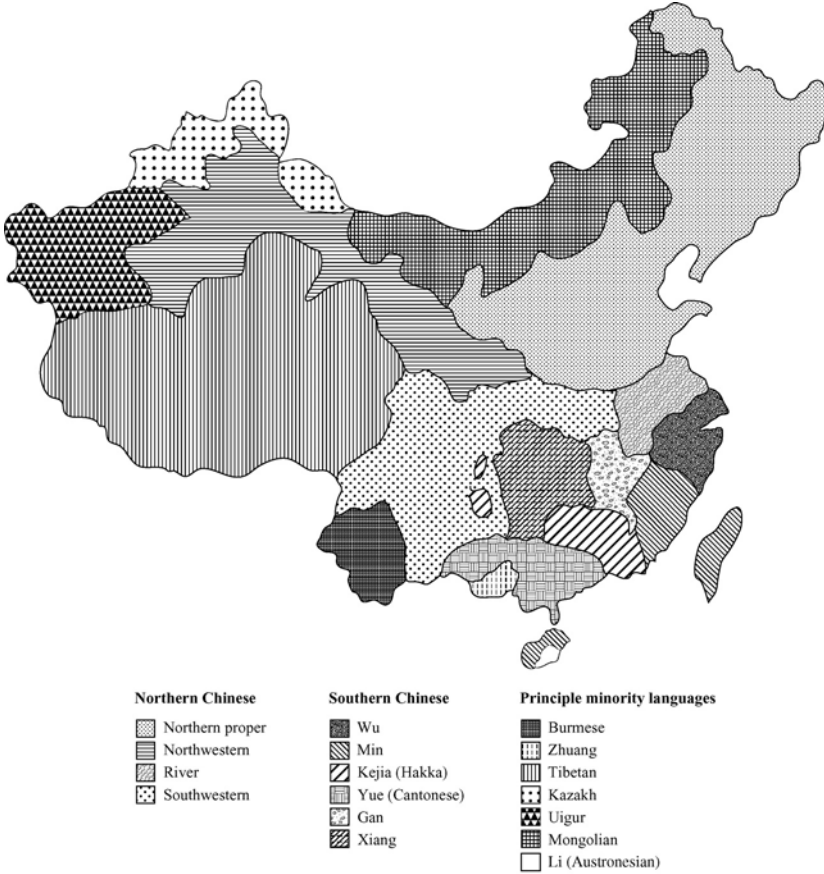 Northern Chinese
Northern proper
Northwestern
River
Southwestern
Southern Chinese
Wu
Min
Kejia (Hakka)
Yue (Cantonese)
Gan
Xiang
Principle minority languages
Burmese
Zhuang
Tibetan
Kazakh
Uigur
Mongolian
Li (Austronesian)